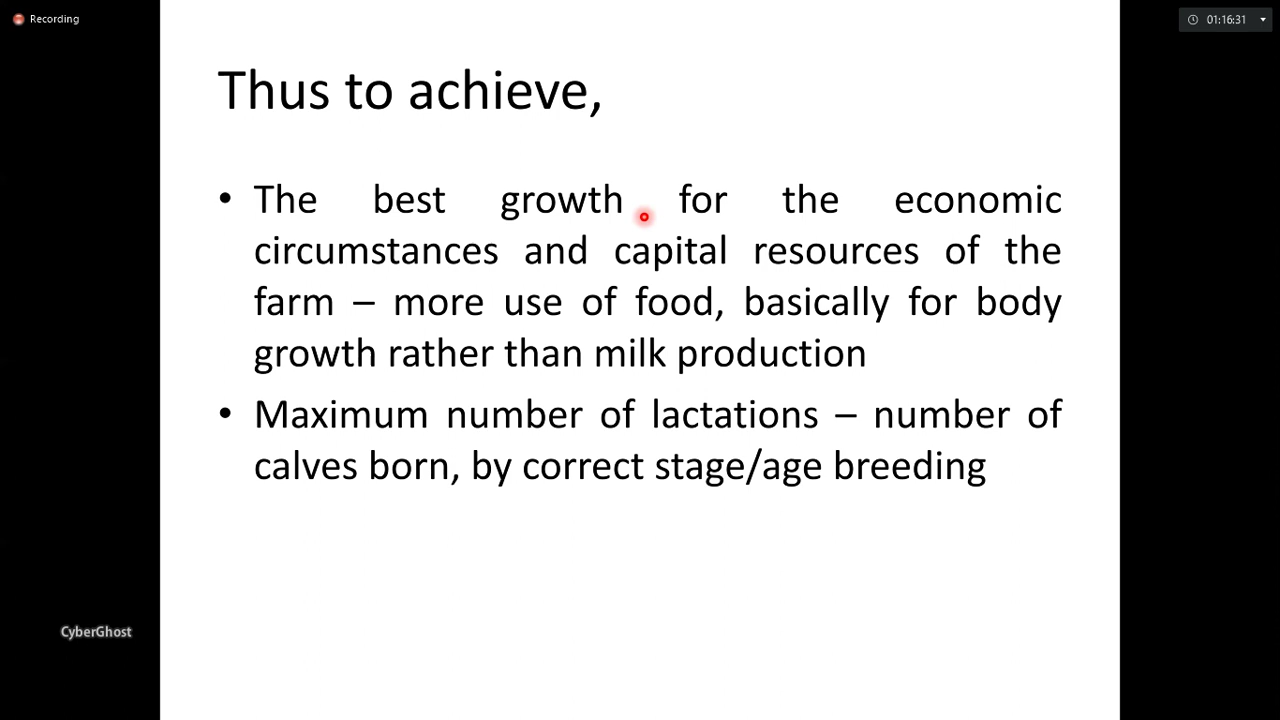 Recording
01:16:31
Thus to achieve,
• The best growth for the economic
circumstances and capital resources of the
farm – more use of food, basically for body
growth rather than milk production
• Maximum number of lactations – number of
calves born, by correct stage/age breeding
CyberGhost